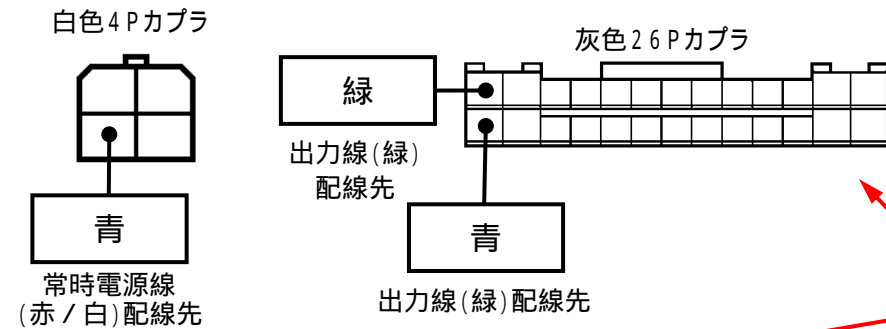 白色4Pカプラ
青
常時電源線
(赤/白)配線先
灰色26Pカプラ
緑
出力線(緑)
配線先
青
出力線(緑)配線先